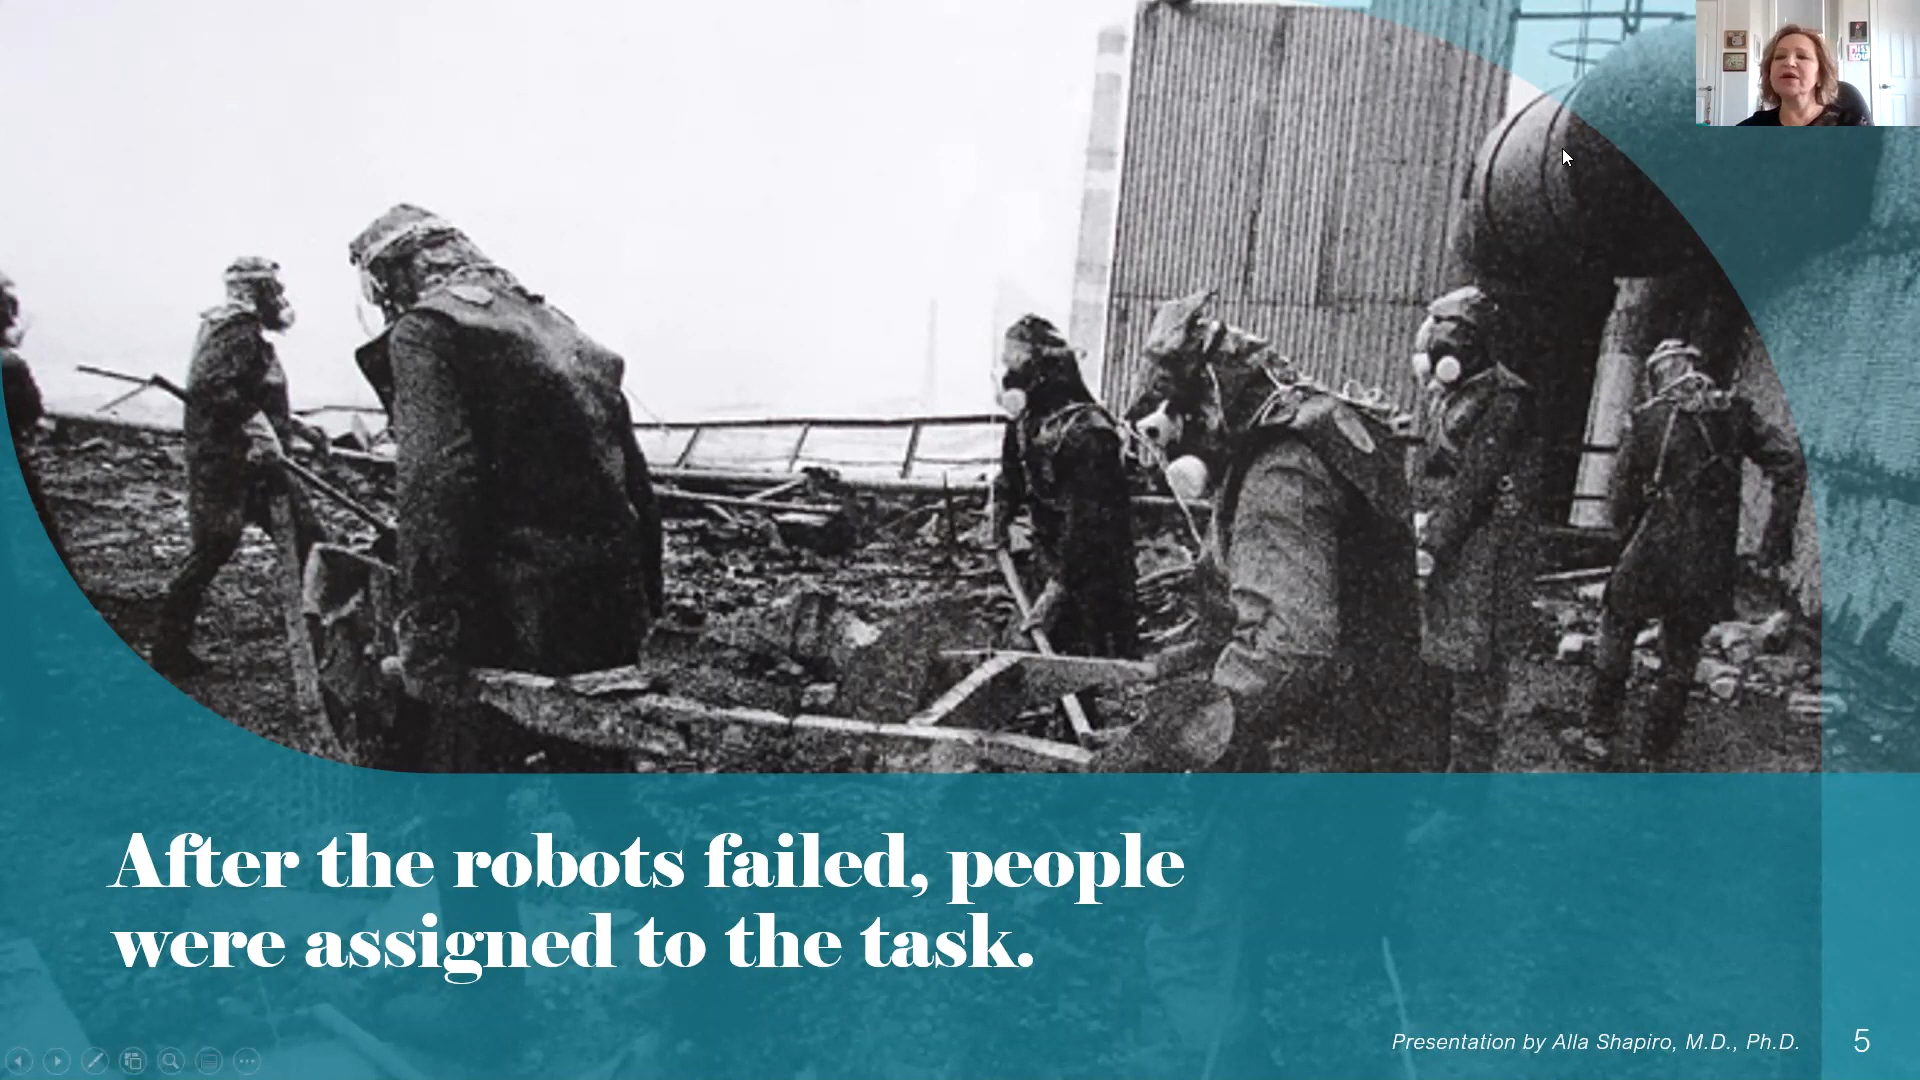 After the robots failed, people
were assigned to the task.
Presentation by Alla Shapiro, M.D., Ph.D.
5